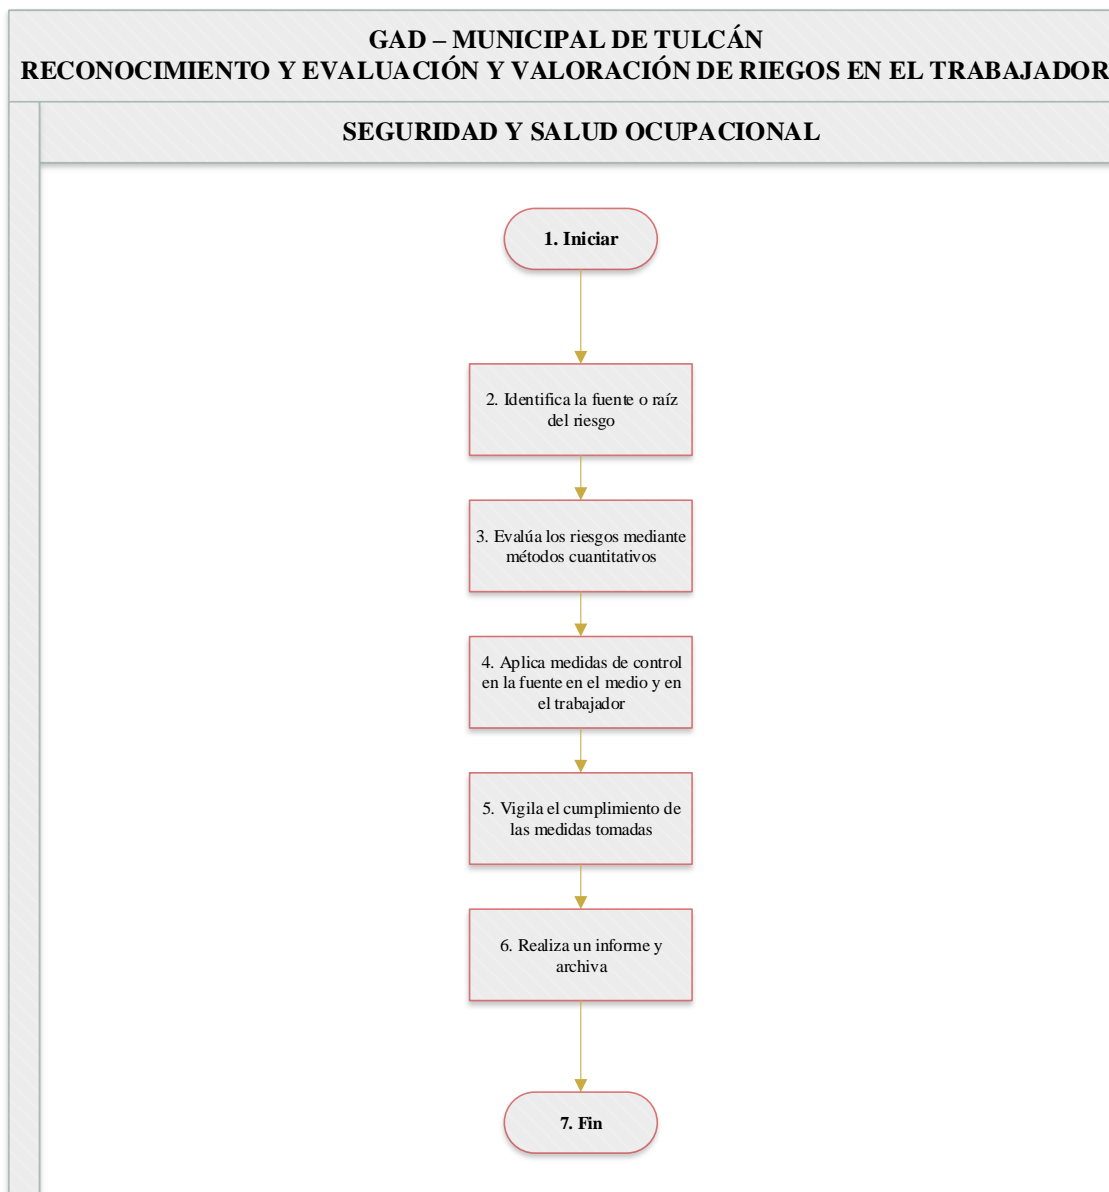 GAD – MUNICIPAL DE TULCÁN
RECONOCIMIENTO Y EVALUACIÓN Y VALORACIÓN DE RIEGOS EN EL TRABAJADOR
SEGURIDAD Y SALUD OCUPACIONAL
1. Iniciar
2. Identifica la fuente o raíz
del riesgo
3. Evalúa los riesgos mediante
métodos cuantitativos
4. Aplica medidas de control
en la fuente en el medio y en
el trabajador
5. Vigila el cumplimiento de
las medidas tomadas
6. Realiza un informe y
archiva
7. Fin